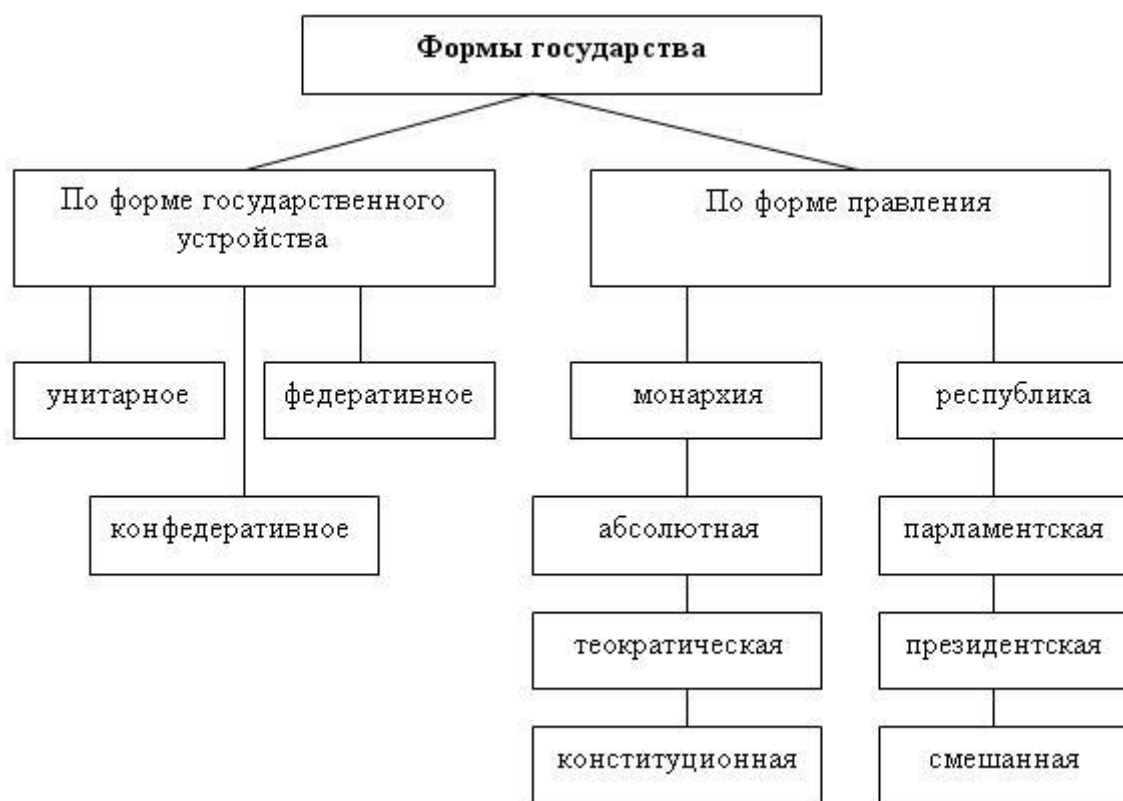 Формы государства
По форме государственного
устройства
По форме правления
унитарное
федеративное
монархия
республика
конфедеративное
абсолютная
парламентская
теократическая
президентская
конституционная
смешанная